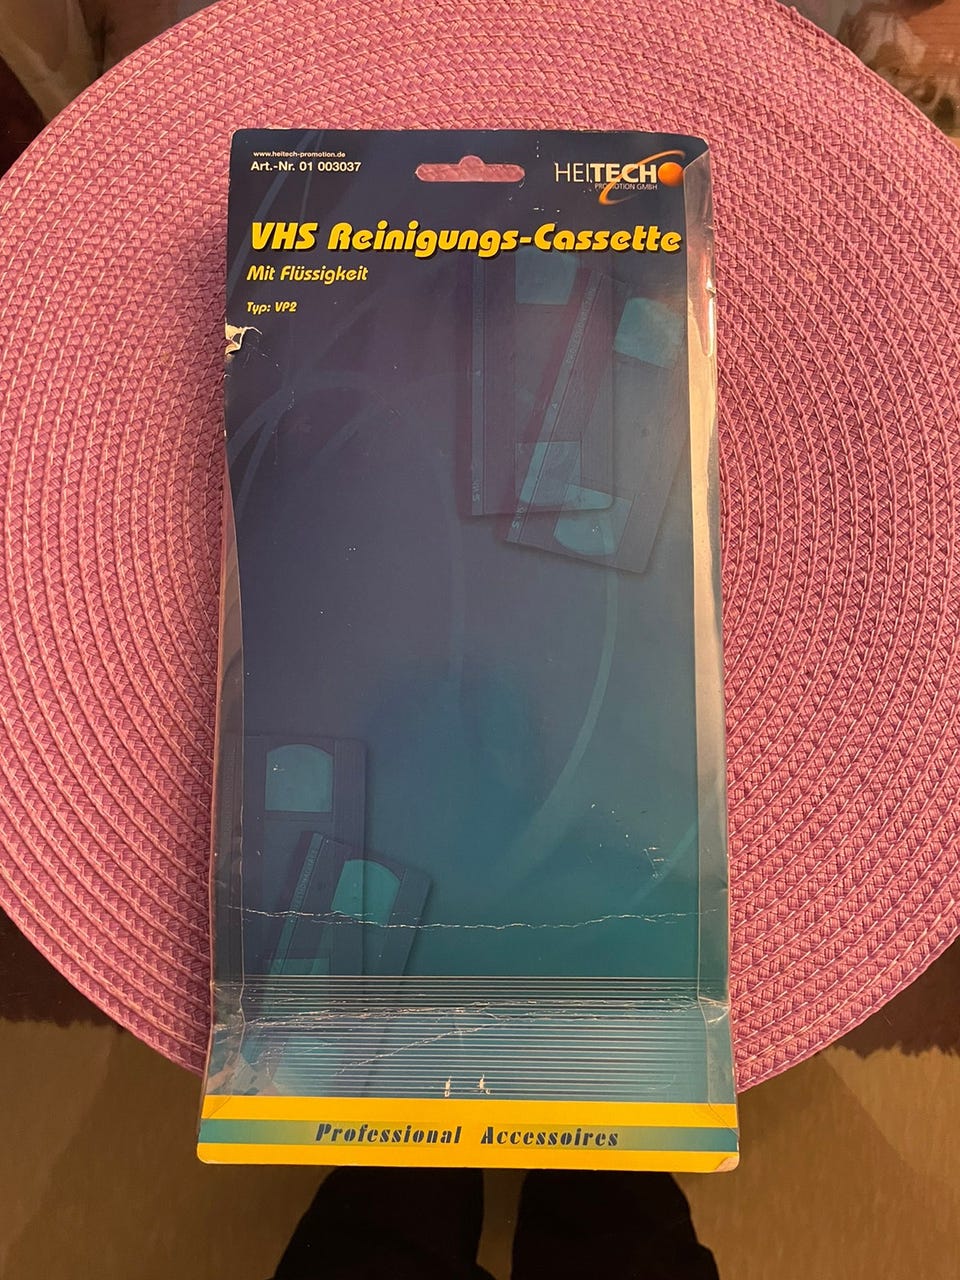 www.heitech-promotion.de
Art.-Nr. 01 003037
HEITECH
PROMOTION GMBH
VHS Reinigungs-Cassette
Mit Flüssigkeit
Typ: VP2
Professional Accessoires